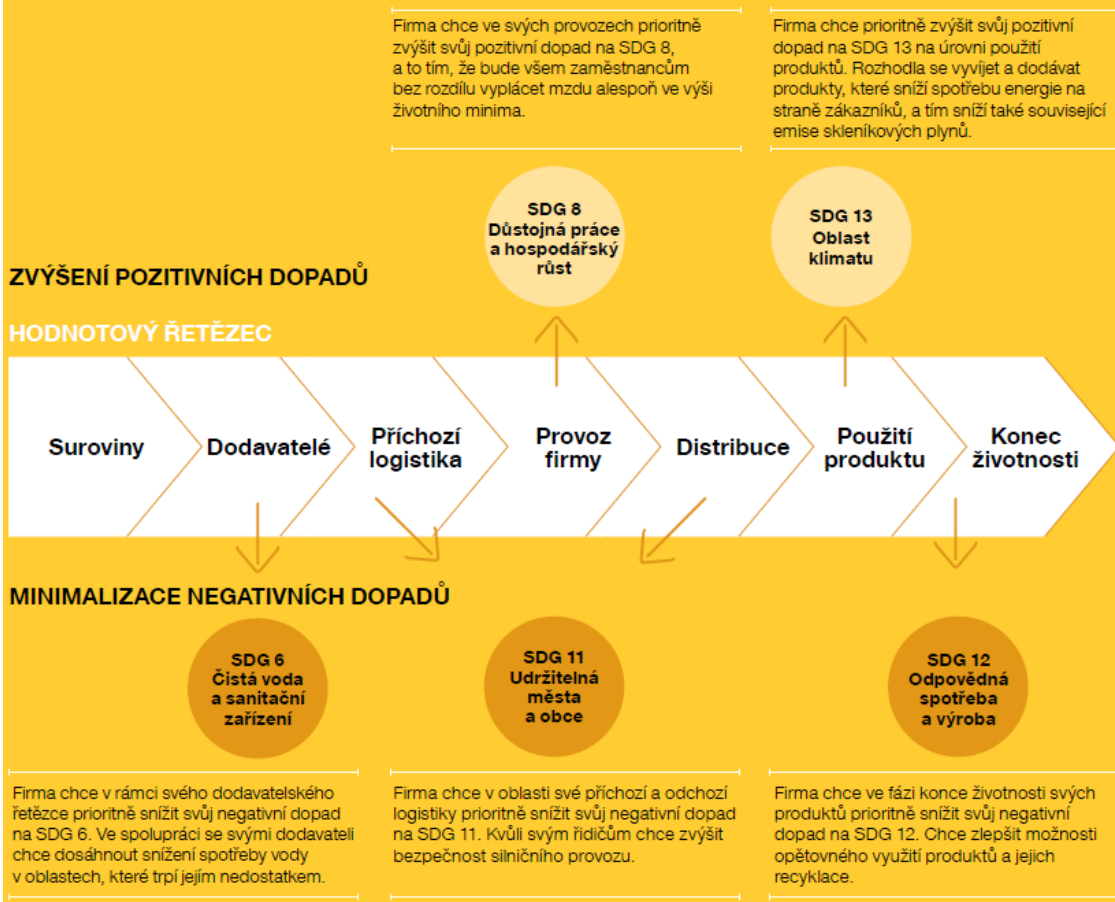 Firma chce ve svých provozech prioritně
zvýšit svůj pozitivní dopad na SDG 8,
a to tím, že bude všem zaměstnancům
bez rozdílu vyplácet mzdu alespoň ve výši
životního minima.
Firma chce prioritně zvýšit svůj pozitivní
dopad na SDG 13 na úrovni použití
produktů. Rozhodla se vyvíjet a dodávat
produkty, které sníží spotřebu energie na
straně zákazníků, a tím sníží také související
emise skleníkových plynů.
SDG 8
Důstojná práce
a hospodářský
růst
SDG 13
Oblast
klimatu
ZVÝŠENÍ POZITIVNÍCH DOPADŮ
HODNOTOVÝ ŘETĚZEC
Suroviny
Dodavatelé
Příchozí
logistika
Provoz
firmy
Distribuce
Použití
produktu
Konec
životnosti
MINIMALIZACE NEGATIVNÍCH DOPADŮ
SDG 6
Čistá voda
a sanitační
zařízení
SDG 11
Udržitelná
města
a obce
SDG 12
Odpovědná
spotřeba
a výroba
Firma chce v rámci svého dodavatelského
řetězce prioritně snížit svůj negativní dopad
na SDG 6. Ve spolupráci se svými dodavateli
chce dosáhnout snížení spotřeby vody
v oblastech, které trpí jejím nedostatkem.
Firma chce v oblasti své příchozí a odchozí
logistiky prioritně snížit svůj negativní dopad
na SDG 11. Kvůli svým řidičům chce zvýšit
bezpečnost silničního provozu.
Firma chce ve fázi konce životnosti svých
produktů prioritně snížit svůj negativní
dopad na SDG 12. Chce zlepšit možnosti
opětovného využití produktů a jejich
recyklace.